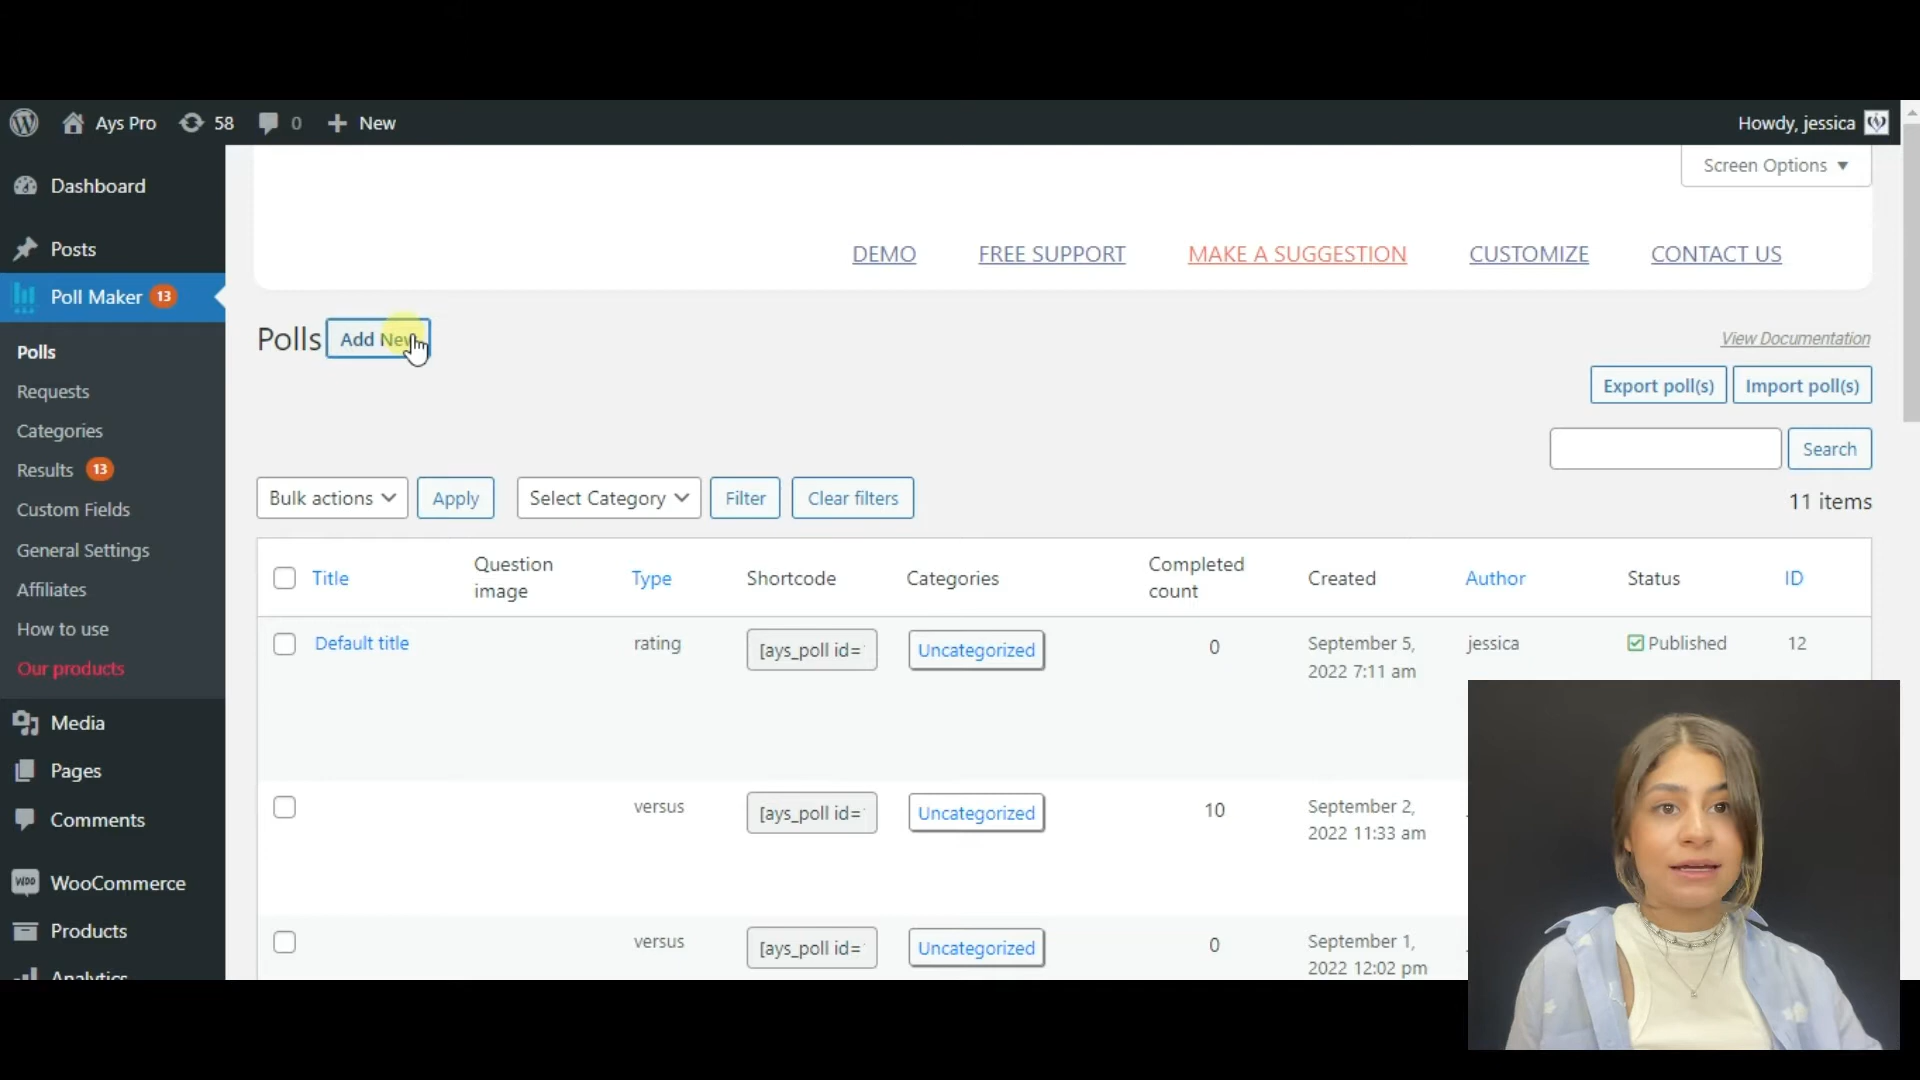 Ays Pro 58 0 New Howdy, jessica
Screen Options
DEMO FREE SUPPORT MAKE A SUGGESTION CUSTOMIZE CONTACT US
Dashboard
Posts
Poll Maker 13
Polls
Requests
Categories
Results 13
Custom Fields
General Settings
Affiliates
How to use
Our products
Media
Pages
Comments
WooCommerce
Products
Analytics
Polls Add New
View Documentation
Export poll(s) Import poll(s)
Search
Bulk actions Apply Select Category Filter Clear filters 11 items
Title Question image Type Shortcode Categories Completed count Created Author Status ID
Default title rating [ays_poll id= Uncategorized 0 September 5, 2022 7:11 am jessica Published 12
versus [ays_poll id= Uncategorized 10 September 2, 2022 11:33 am
versus [ays_poll id= Uncategorized 0 September 1, 2022 12:02 pm